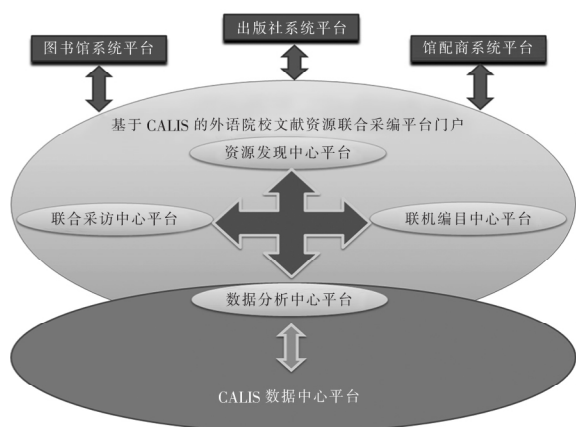 图书馆系统平台
出版社系统平台
馆配商系统平台
基于 CALIS 的外语院校文献资源联合采编平台门户
资源发现中心平台
联合采访中心平台
联机编目中心平台
数据分析中心平台
CALIS 数据中心平台